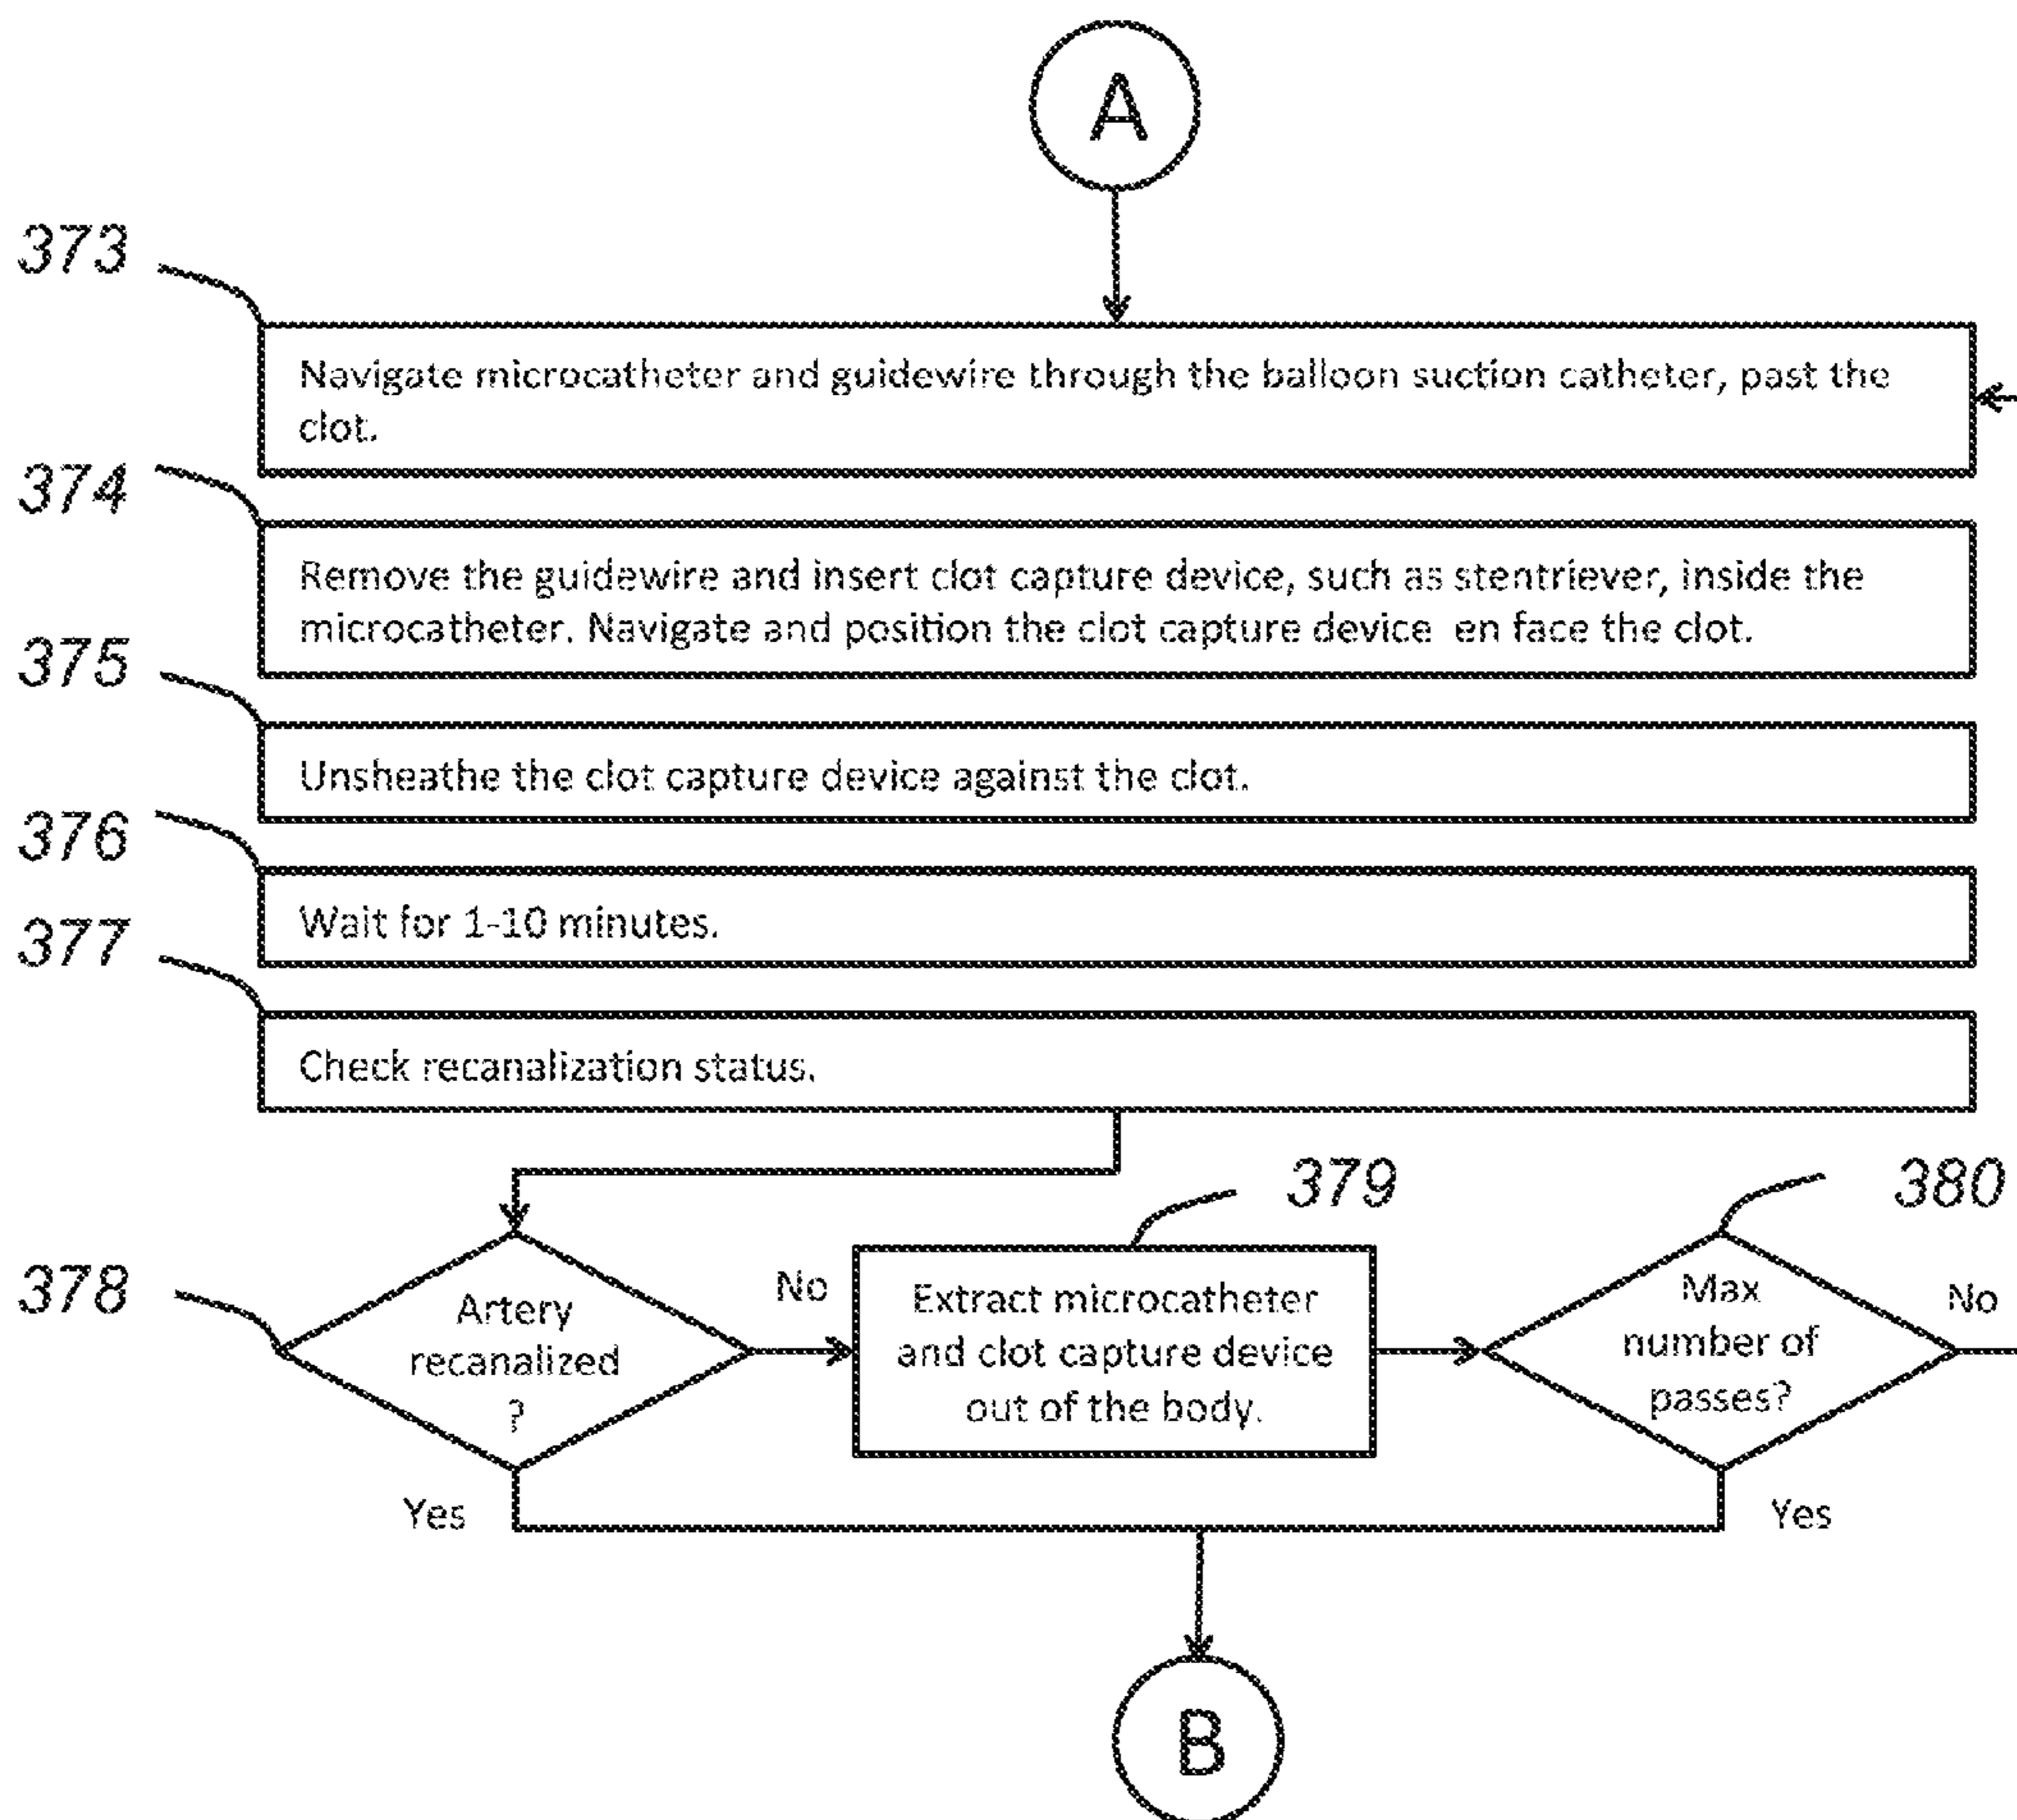 A
373
Navigate microcatheter and guidewire through the balloon suction catheter, past the
clot.
374
Remove the guidewire and insert clot capture device, such as stentriever, inside the
microcatheter. Navigate and position the clot capture device en face the clot.
375
Unsheathe the clot capture device against the clot.
376
Wait for 1-10 minutes.
377
Check recanalization status.
378
Artery
recanalized
?
No
Yes
379
Extract microcatheter
and clot capture device
out of the body.
380
Max
number of
passes?
No
Yes
B